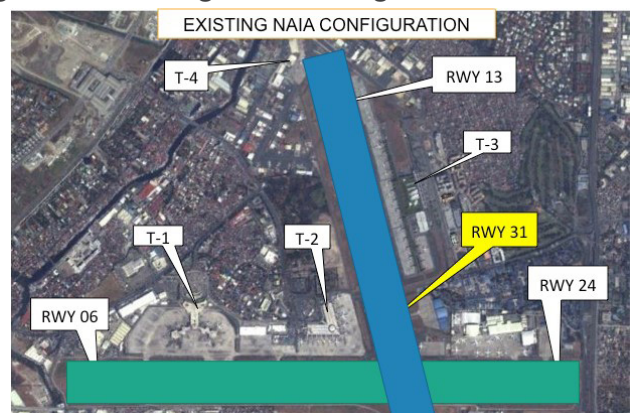 EXISTING NAIA CONFIGURATION
T-4
RWY 13
T-3
T-1
T-2
RWY 31
RWY 24
RWY 06